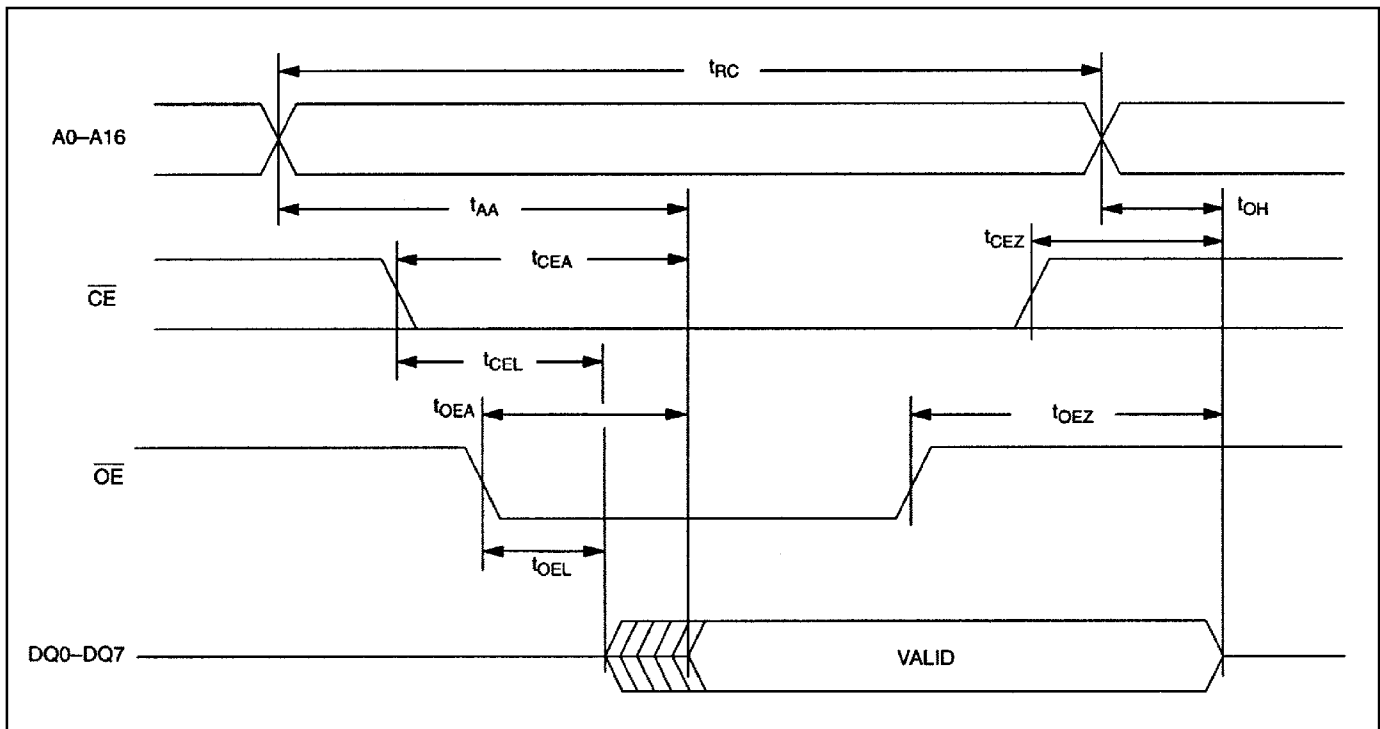 tRC
A0–A16
tAA
tOH
tCEZ
tCEA
CE
tCEL
tOEA
tOEZ
OE
tOEL
DQ0–DQ7
VALID